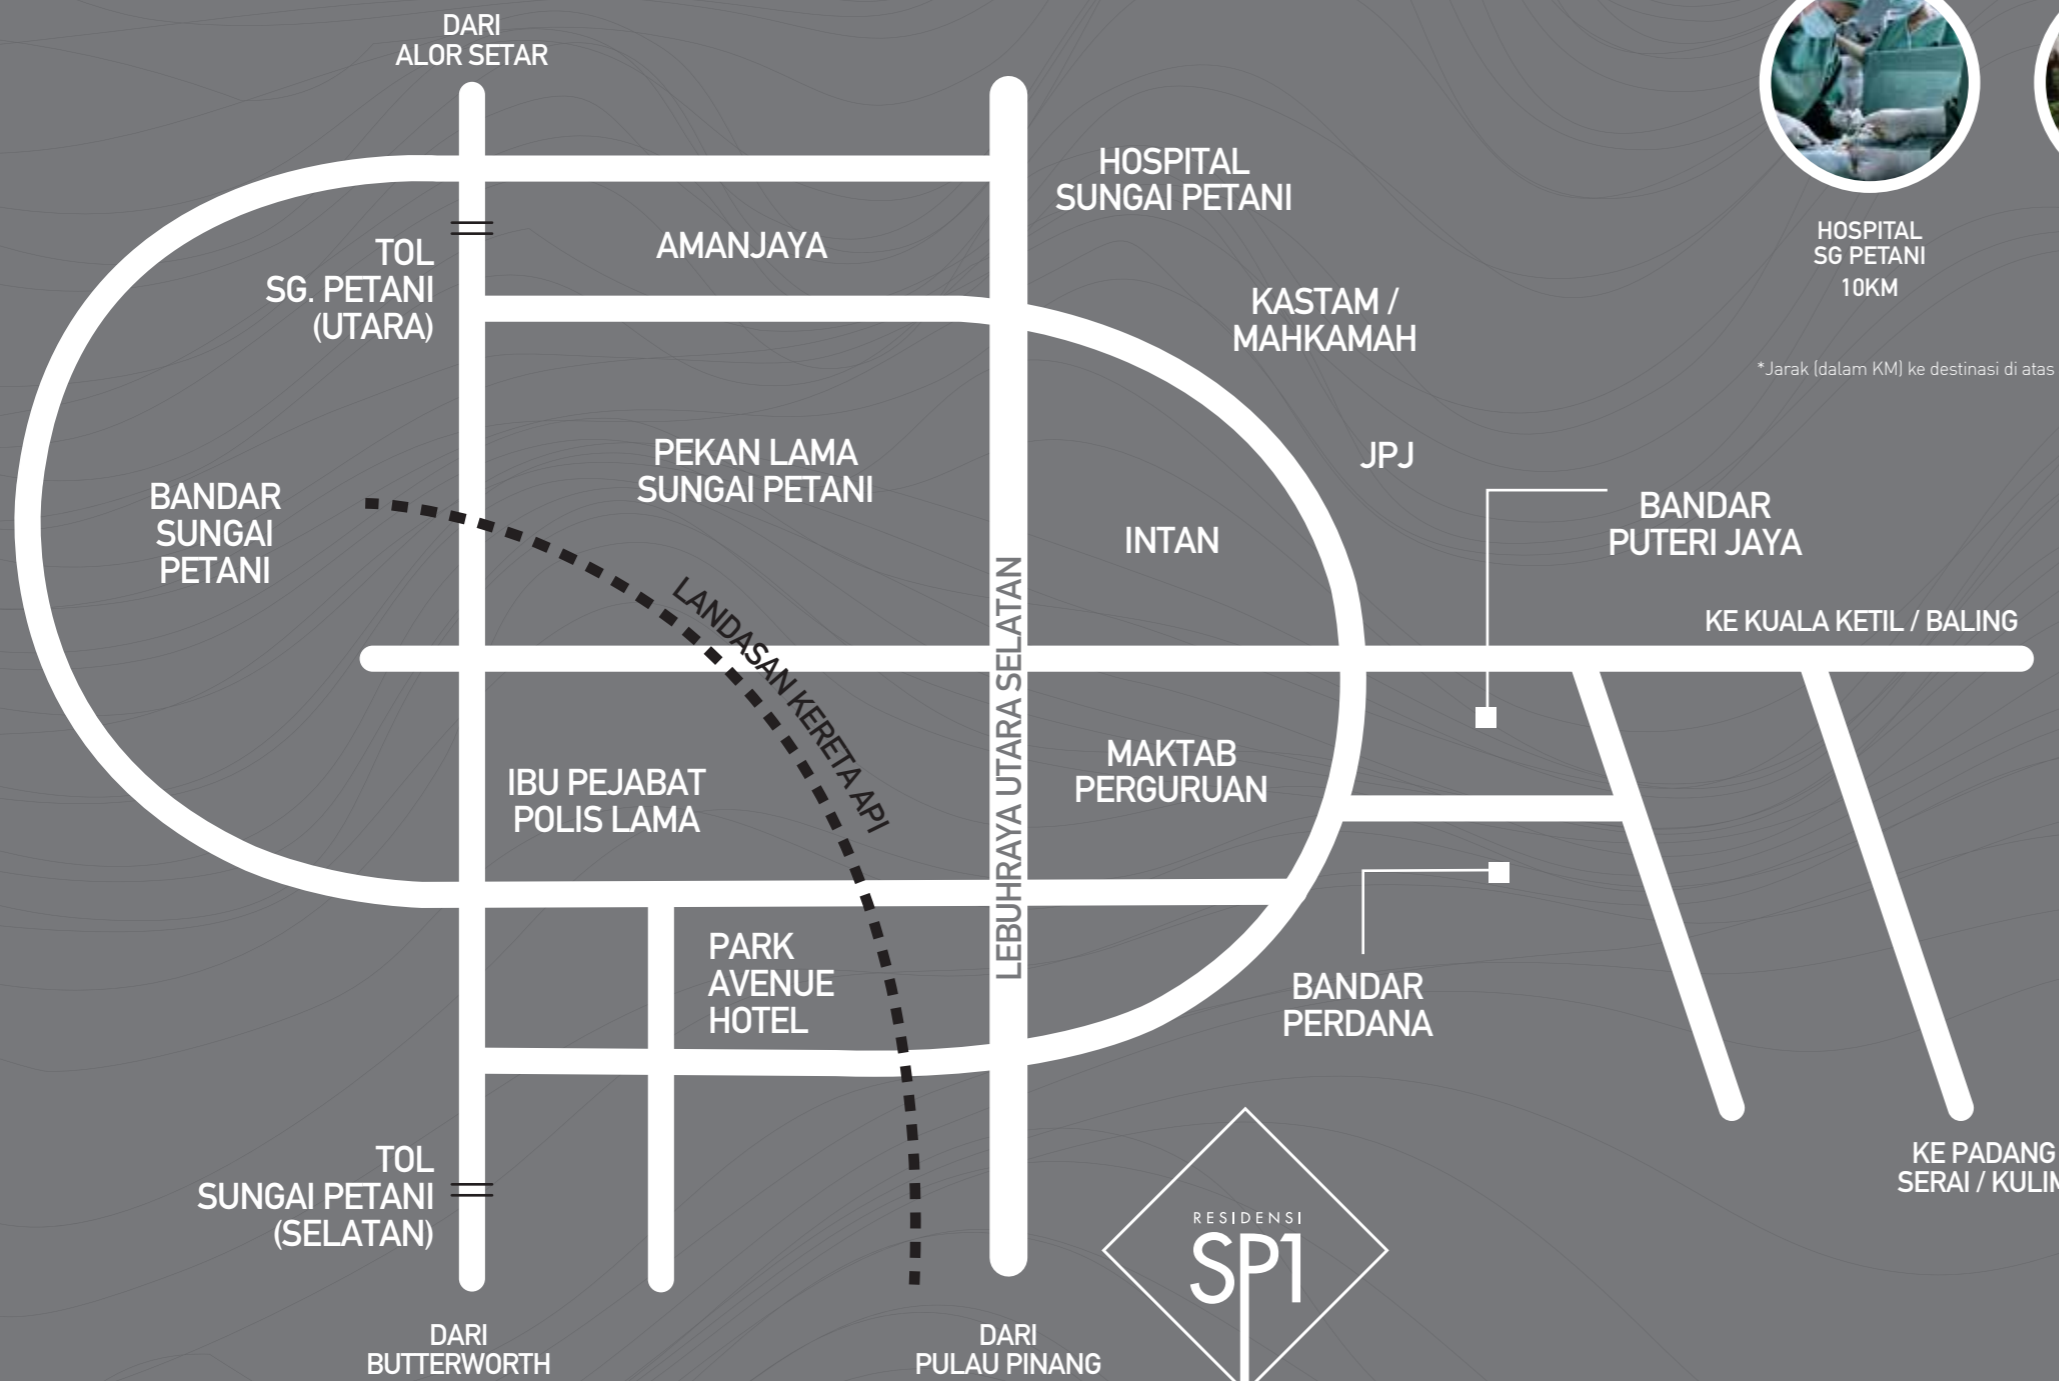 DARI
ALOR SETAR
HOSPITAL
SUNGAI PETANI
HOSPITAL
SG PETANI
10KM
TOL
SG. PETANI
(UTARA)
AMANJAYA
KASTAM /
MAHKAMAH
*Jarak (dalam KM) ke destinasi di atas
PEKAN LAMA
SUNGAI PETANI
JPJ
BANDAR
SUNGAI
PETANI
INTAN
BANDAR
PUTERI JAYA
LANDASAN KERETA API
LEBUHRAYA UTARA SELATAN
KE KUALA KETIL / BALING
IBU PEJABAT
POLIS LAMA
MAKTAB
PERGURUAN
PARK
AVENUE
HOTEL
BANDAR
PERDANA
TOL
SUNGAI PETANI
(SELATAN)
KE PADANG
SERAI / KULIM
RESIDENSI
SP1
DARI
BUTTERWORTH
DARI
PULAU PINANG